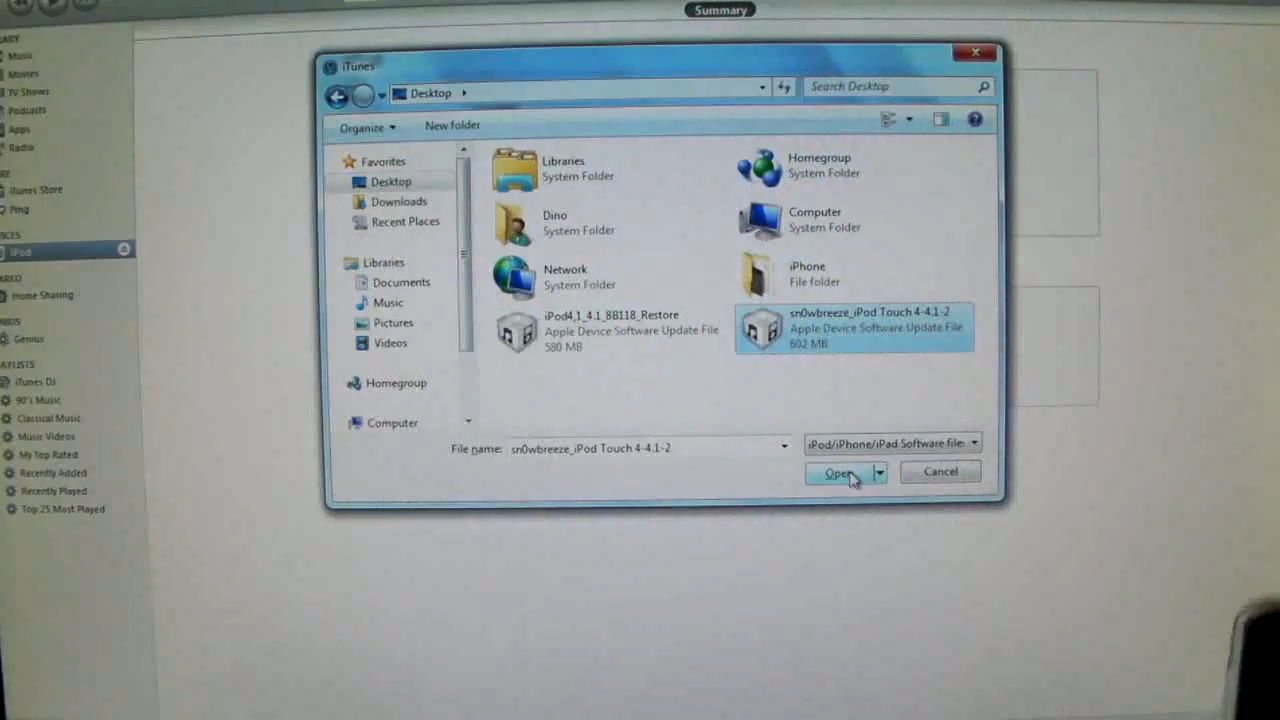 Summary
Music
Movies
TV Shows
Podcasts
Apps
Radio
iTunes Store
Ping
iPod
Home Sharing
Genius
iTunes DJ
90's Music
Classical Music
Music Videos
My Top Rated
Recently Added
Recently Played
Top 25 Most Played
iTunes
Desktop
Search Desktop
Organize
New folder
Favorites
Desktop
Downloads
Recent Places
Libraries
Documents
Music
Pictures
Videos
Homegroup
Computer
Libraries
System Folder
Homegroup
System Folder
Dino
System Folder
Computer
System Folder
Network
System Folder
iPhone
File folder
iPod4,1_4.1_8B118_Restore
Apple Device Software Update File
580 MB
sn0wbreeze_iPod Touch 4-4.1-2
Apple Device Software Update File
602 MB
File name: sn0wbreeze_iPod Touch 4-4.1-2
iPod/iPhone/iPad Software file
Open
Cancel